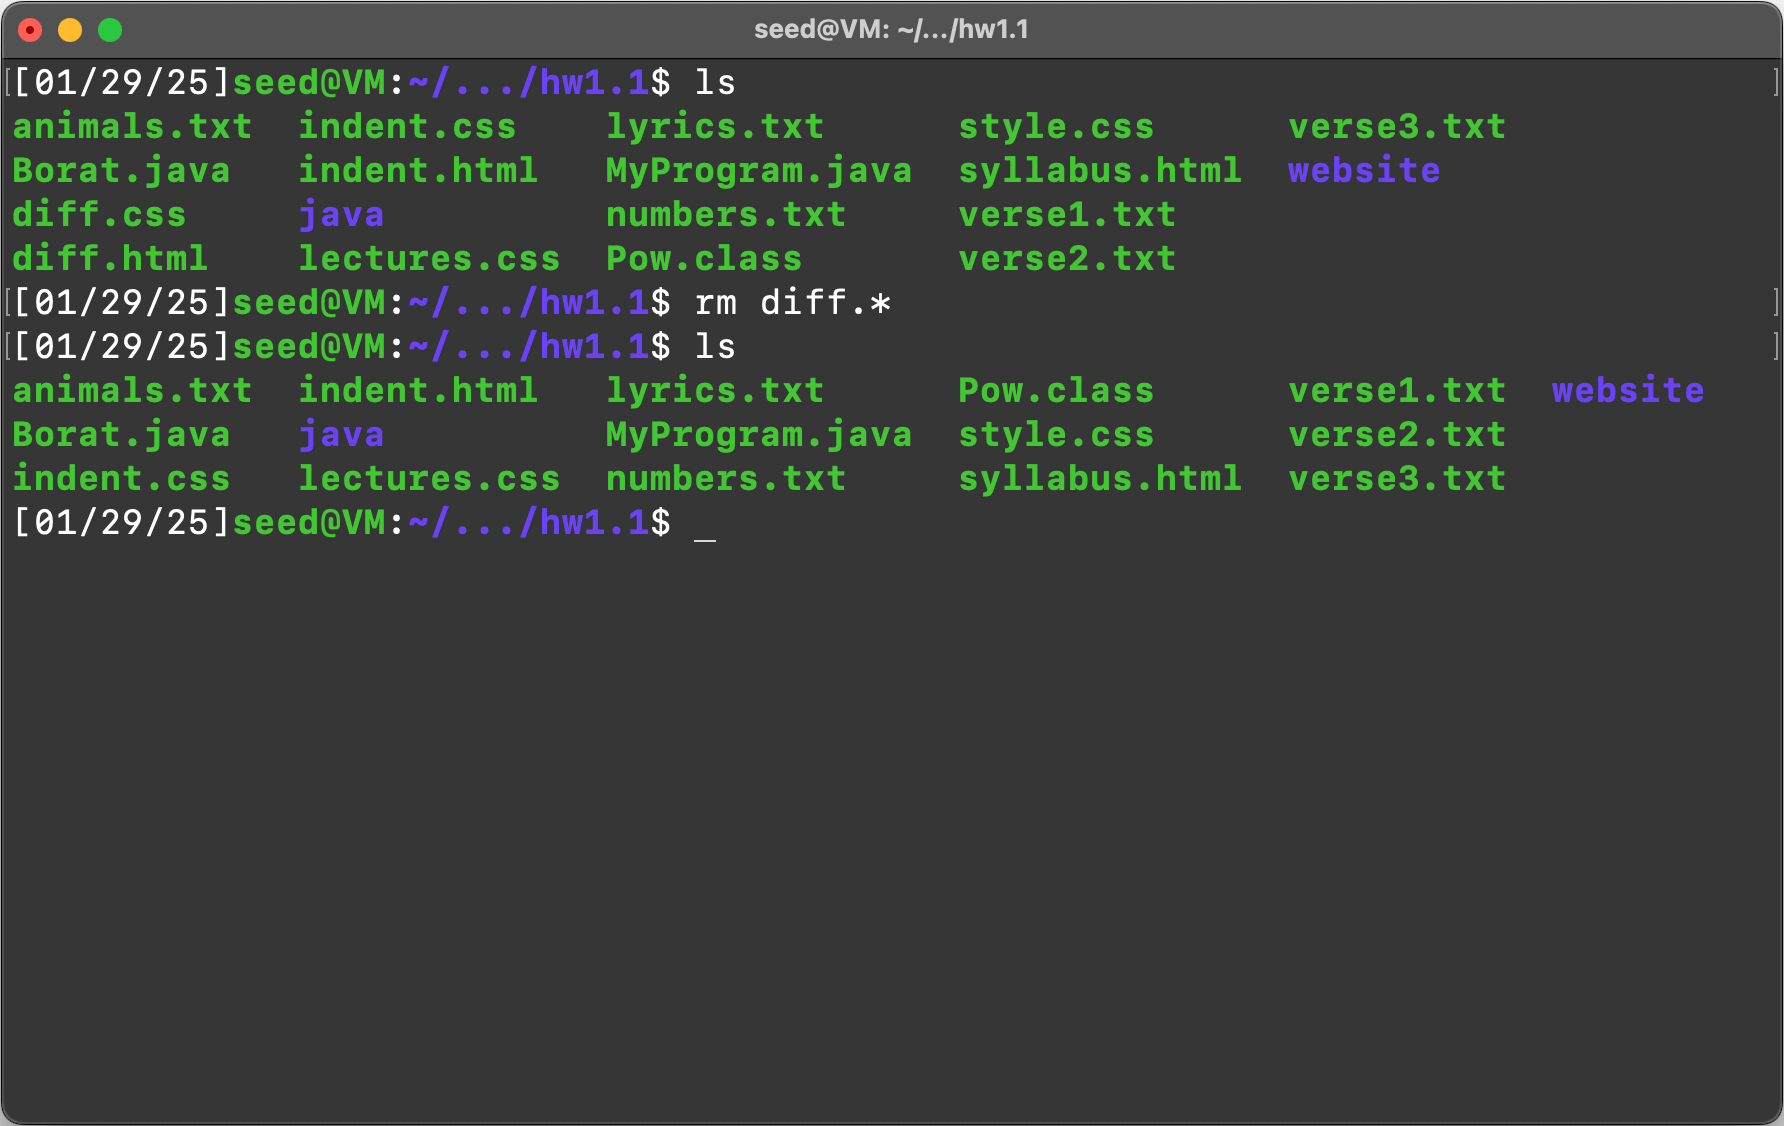 seed@VM: ~/.../hw1.1
[01/29/25]seed@VM:~/.../hw1.1$ ls
animals.txt  indent.css    lyrics.txt      style.css      verse3.txt
Borat.java   indent.html   MyProgram.java  syllabus.html  website
diff.css     java          numbers.txt     verse1.txt
diff.html    lectures.css  Pow.class       verse2.txt
[01/29/25]seed@VM:~/.../hw1.1$ rm diff.*
[01/29/25]seed@VM:~/.../hw1.1$ ls
animals.txt  indent.html   lyrics.txt      Pow.class      verse1.txt  website
Borat.java   java          MyProgram.java  style.css      verse2.txt
indent.css   lectures.css  numbers.txt     syllabus.html  verse3.txt
[01/29/25]seed@VM:~/.../hw1.1$ _